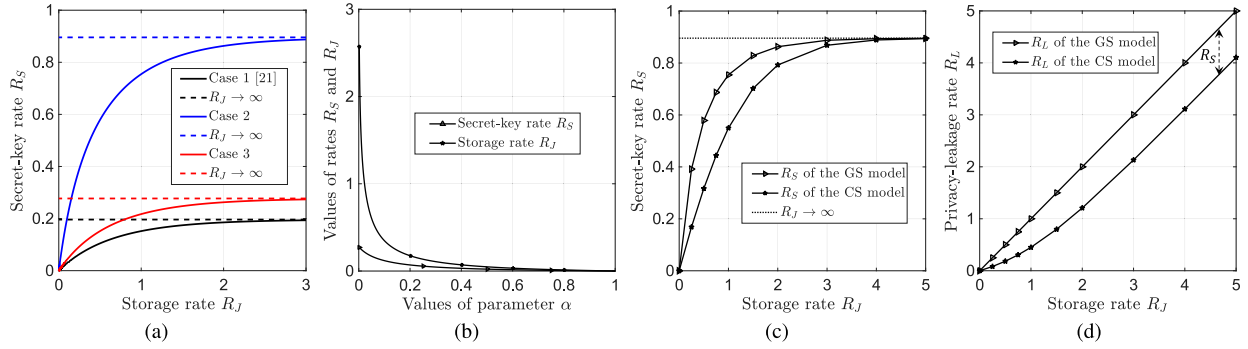 1
0.8
0.6
0.4
0.2
0
Secret-key rate R_S
Case 1 [21]
R_J → ∞
Case 2
R_J → ∞
Case 3
R_J → ∞
0 1 2 3
Storage rate R_J
(a)
3
2
1
0
Values of rates R_S and R_J
Secret-key rate R_S
Storage rate R_J
0 0.2 0.4 0.6 0.8 1
Values of parameter α
(b)
1
0.8
0.6
0.4
0.2
0
Secret-key rate R_S
R_S of the GS model
R_S of the CS model
R_J → ∞
0 1 2 3 4 5
Storage rate R_J
(c)
5
4
3
2
1
0
Privacy-leakage rate R_L
R_L of the GS model
R_L of the CS model
R_S
0 1 2 3 4 5
Storage rate R_J
(d)